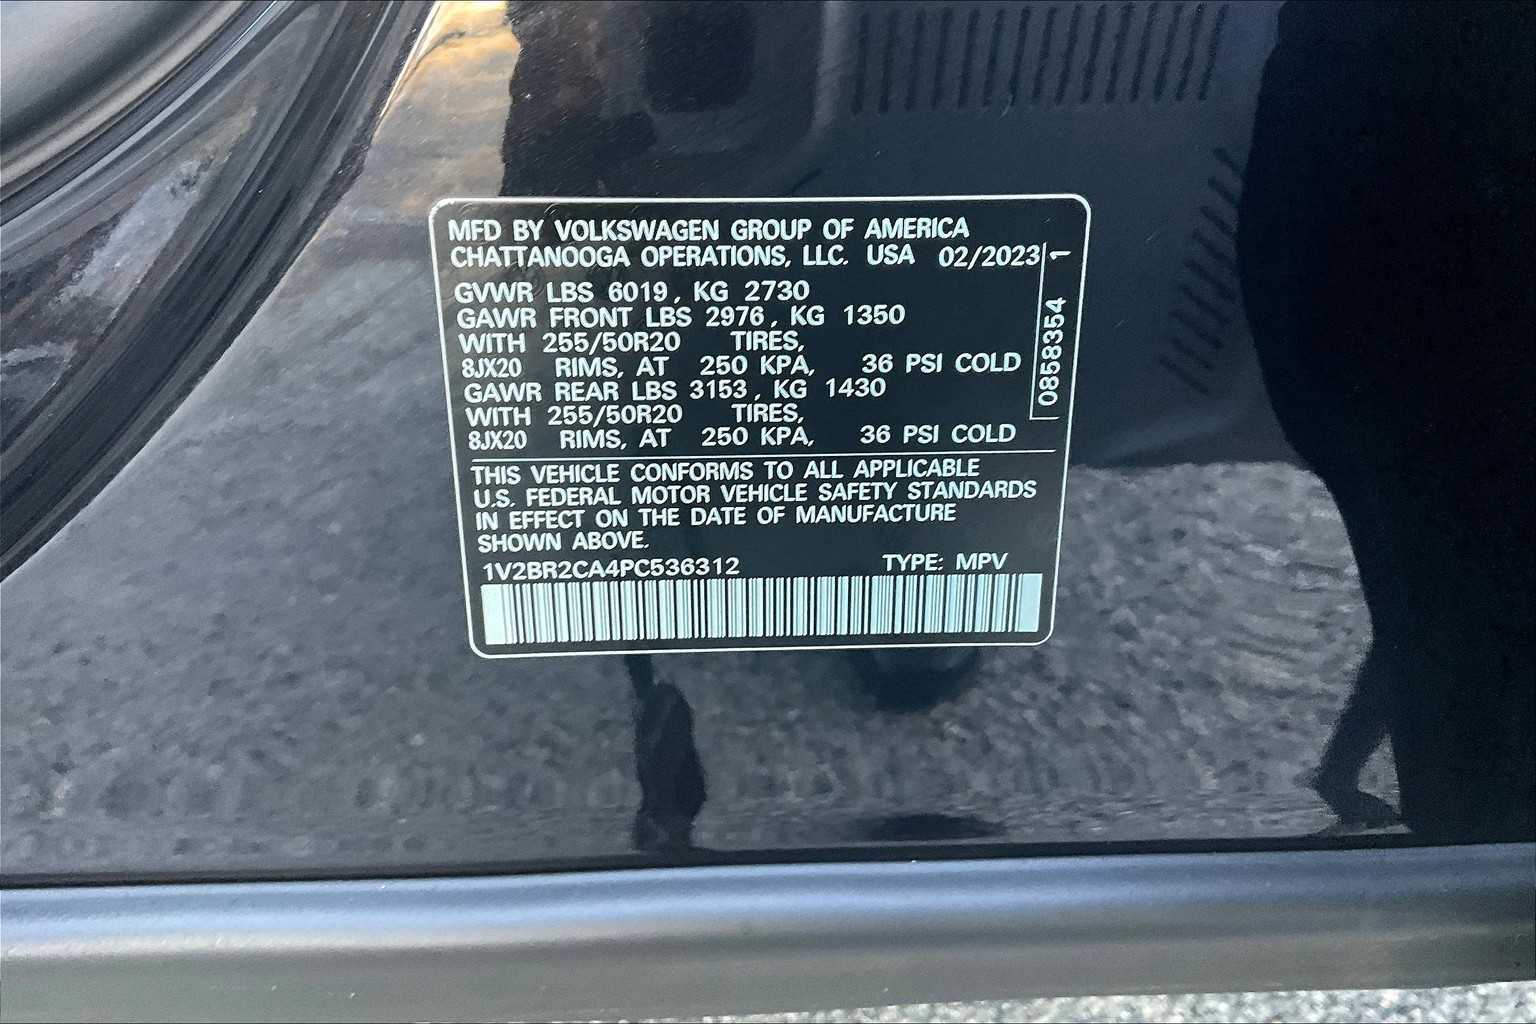 MFD BY VOLKSWAGEN GROUP OF AMERICA
CHATTANOOGA OPERATIONS, LLC. USA 02/2023
GVWR LBS 6019, KG 2730
GAWR FRONT LBS 2976, KG 1350
WITH 255/50R20 TIRES,
8JX20 RIMS, AT 250 KPA, 36 PSI COLD
GAWR REAR LBS 3153, KG 1430
WITH 255/50R20 TIRES,
8JX20 RIMS, AT 250 KPA, 36 PSI COLD
THIS VEHICLE CONFORMS TO ALL APPLICABLE
U.S. FEDERAL MOTOR VEHICLE SAFETY STANDARDS
IN EFFECT ON THE DATE OF MANUFACTURE
SHOWN ABOVE.
1V2BR2CA4PC536312 TYPE: MPV
0858354 1